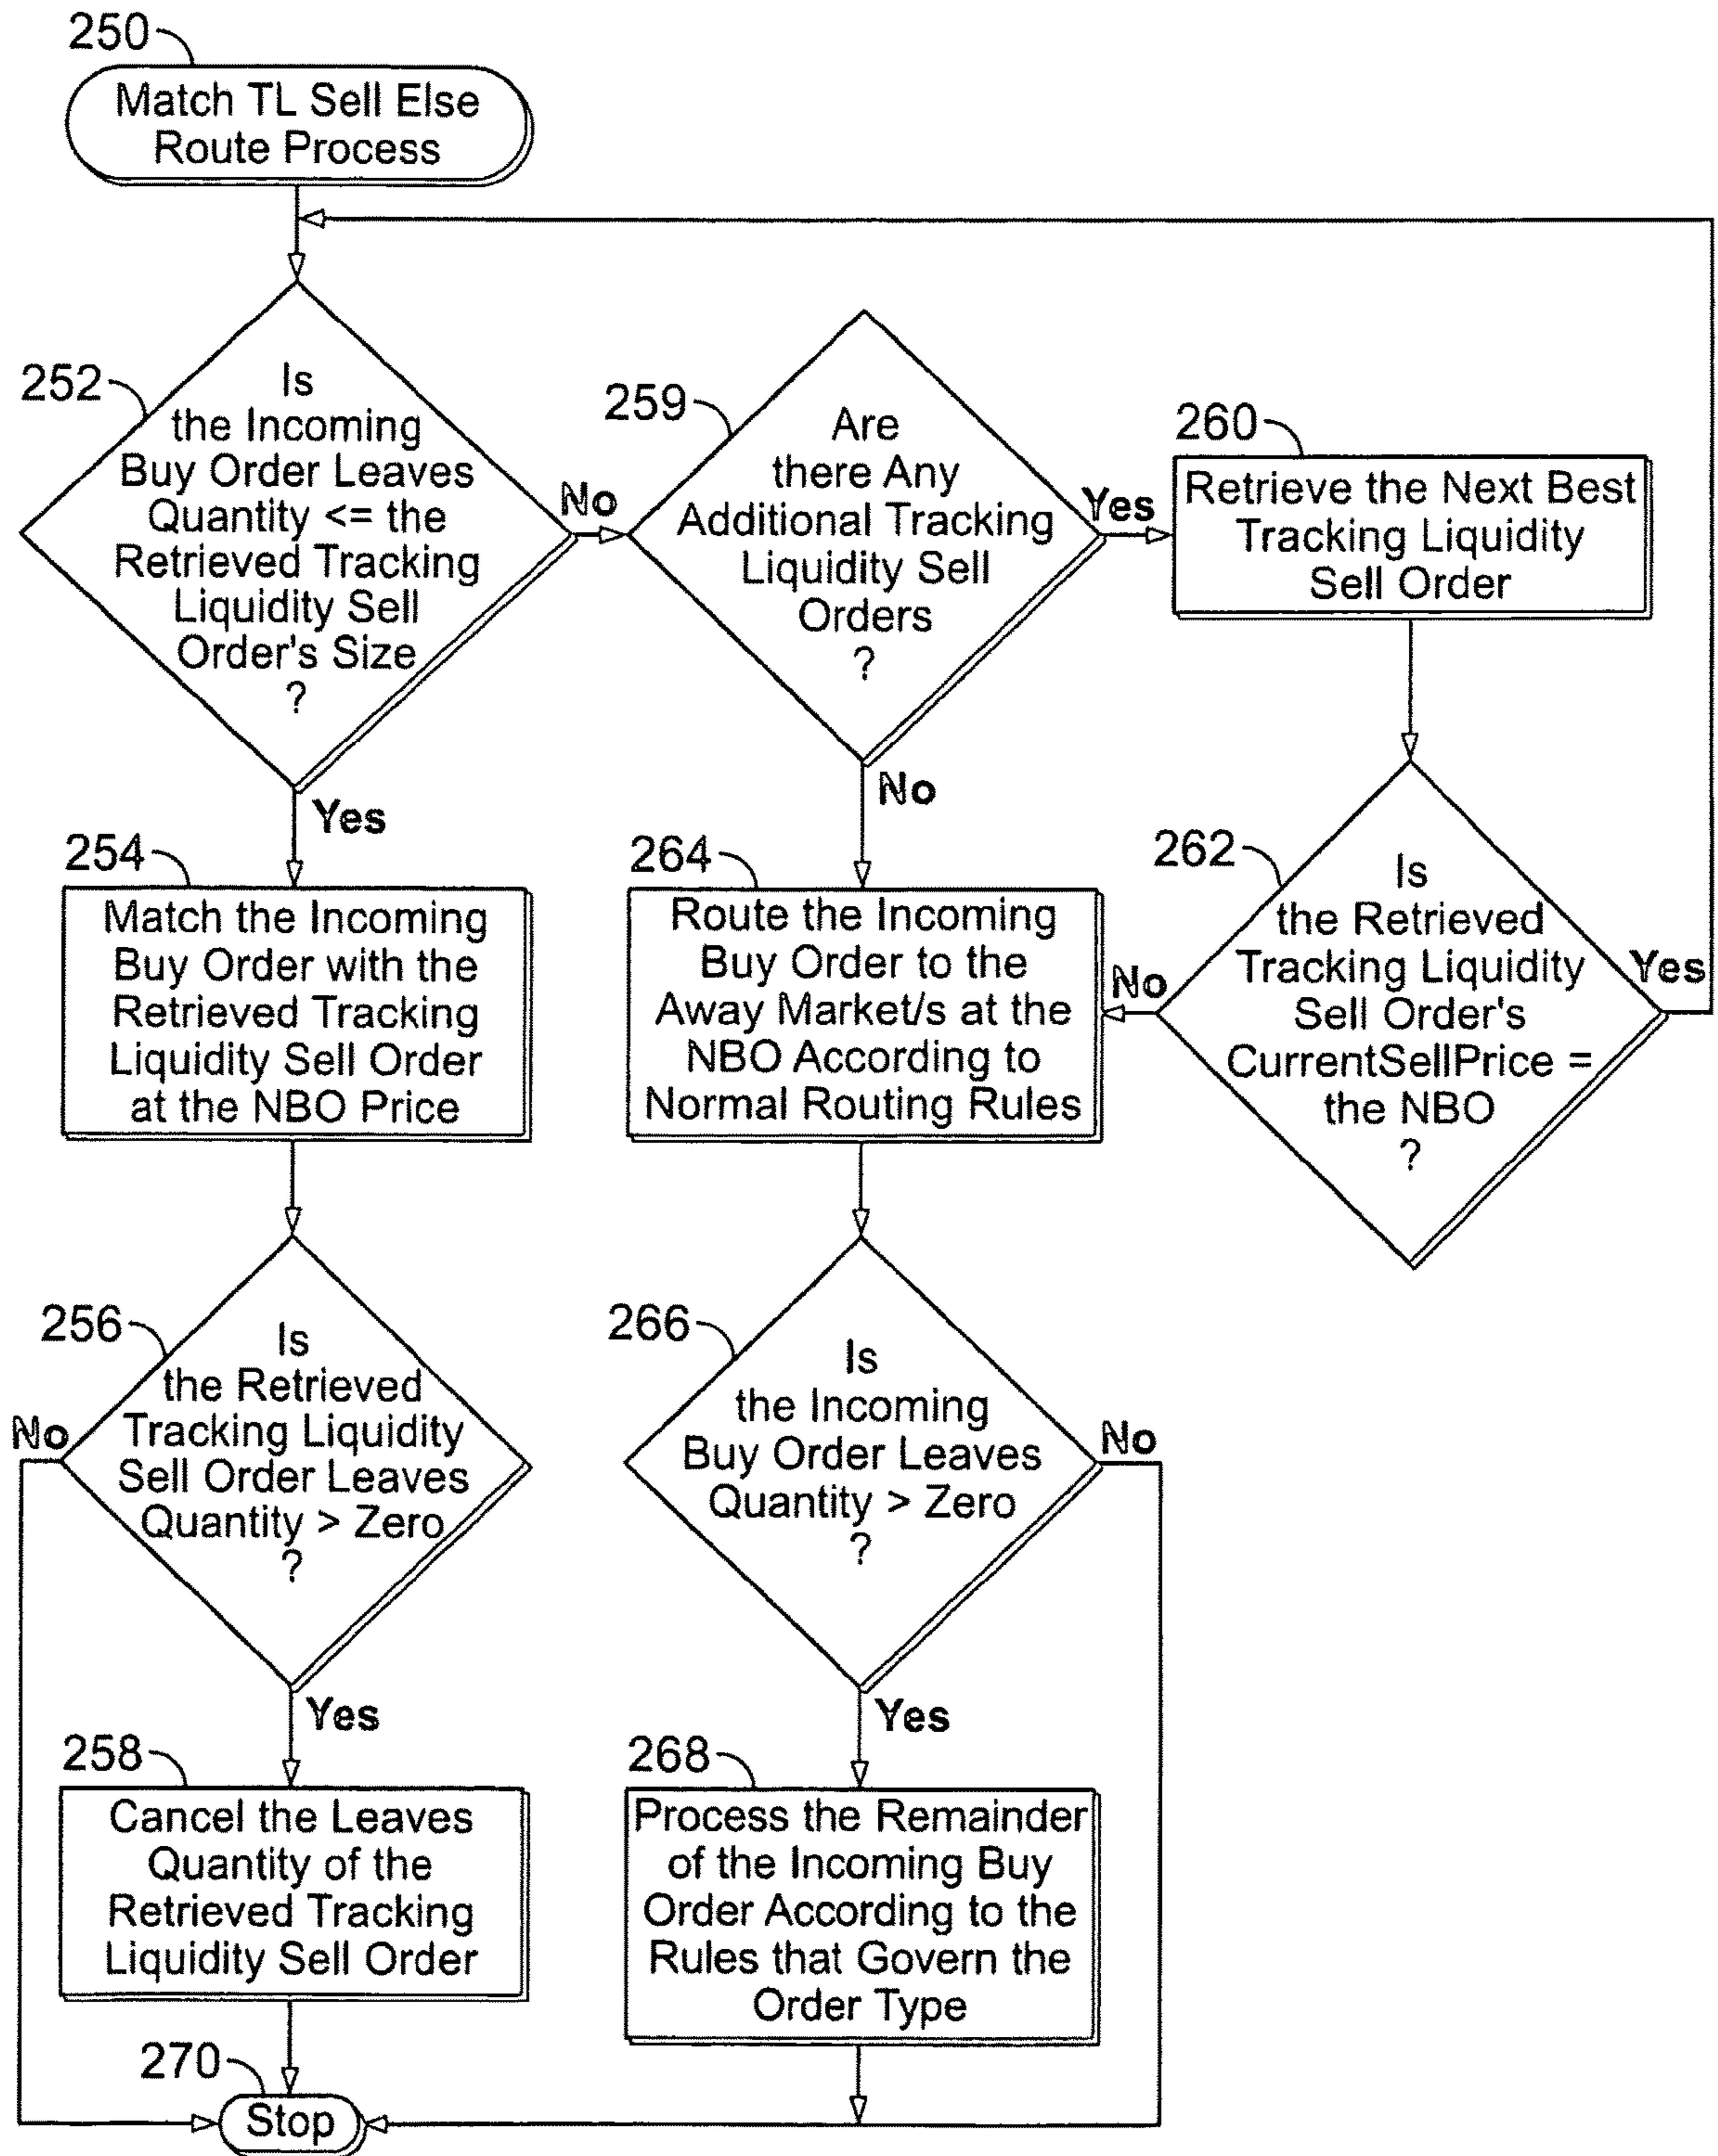 250
Match TL Sell Else
Route Process
252
Is
the Incoming
Buy Order Leaves
Quantity <= the
Retrieved Tracking
Liquidity Sell
Order's Size
?
No
Yes
259
Are
there Any
Additional Tracking
Liquidity Sell
Orders
?
Yes
No
260
Retrieve the Next Best
Tracking Liquidity
Sell Order
254
Match the Incoming
Buy Order with the
Retrieved Tracking
Liquidity Sell Order
at the NBO Price
264
Route the Incoming
Buy Order to the
Away Market/s at the
NBO According to
Normal Routing Rules
262
Is
the Retrieved
Tracking Liquidity
Sell Order's
CurrentSellPrice =
the NBO
?
No
Yes
256
Is
the Retrieved
Tracking Liquidity
Sell Order Leaves
Quantity > Zero
?
No
Yes
266
Is
the Incoming
Buy Order Leaves
Quantity > Zero
?
No
Yes
258
Cancel the Leaves
Quantity of the
Retrieved Tracking
Liquidity Sell Order
268
Process the Remainder
of the Incoming Buy
Order According to the
Rules that Govern the
Order Type
270
Stop